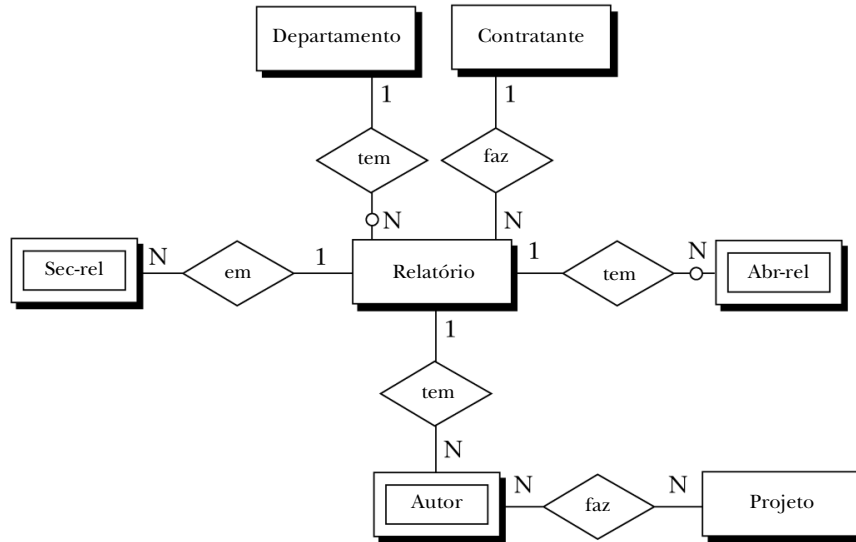 Departamento
Contratante
1
1
tem
faz
N
N
Sec-rel
N
em
1
Relatório
1
tem
N
Abr-rel
1
tem
N
Autor
N
faz
N
Projeto